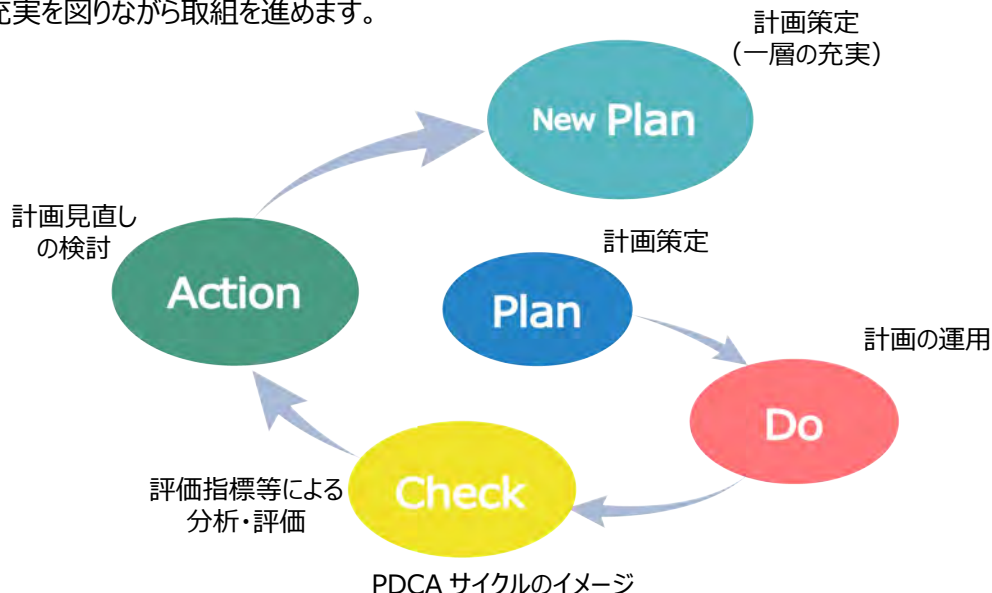 充実を図りながら取組を進めます。
計画策定
（一層の充実）
New Plan
計画見直し
の検討
Action
計画策定
Plan
計画の運用
Do
評価指標等による
分析・評価
Check
PDCA サイクルのイメージ